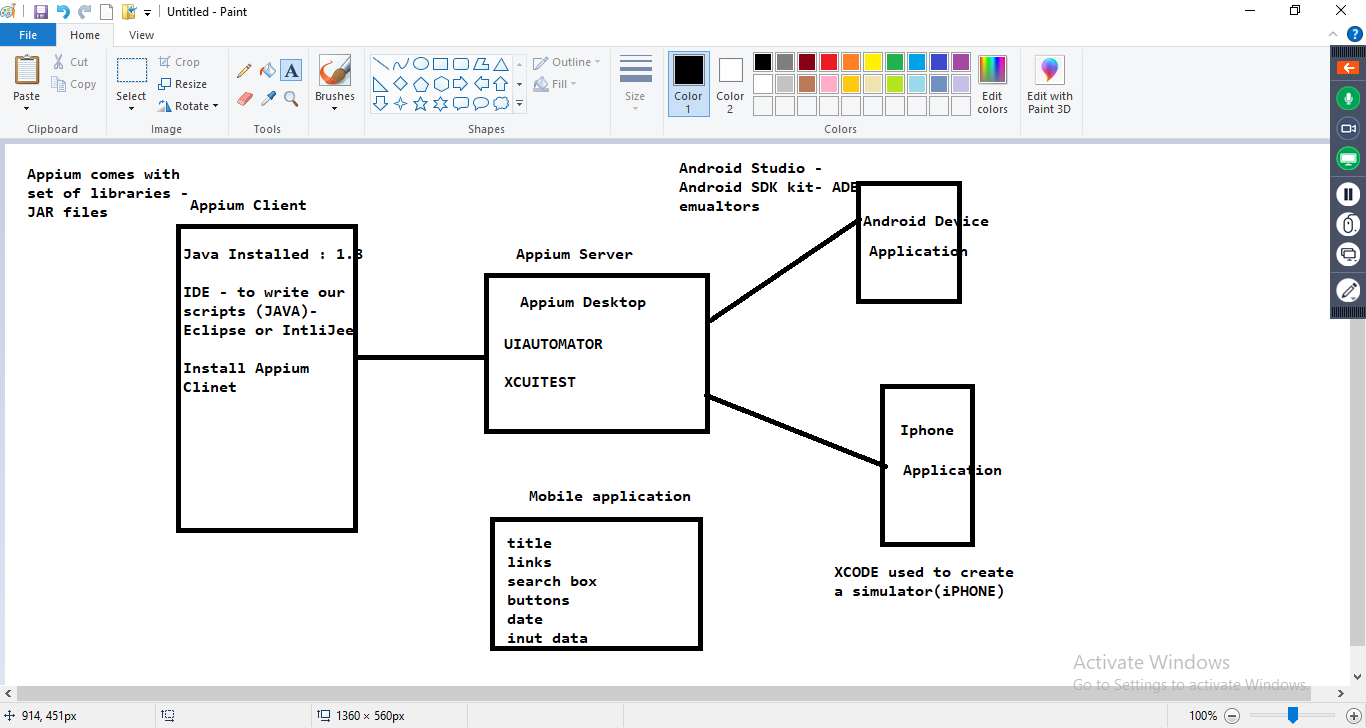 Untitled - Paint
File
Home
View
Paste
Cut
Copy
Clipboard
Select
Crop
Resize
Rotate
Image
A
Tools
Brushes
Outline
Fill
Shapes
Size
Color
1
Color
2
Colors
Edit
colors
Edit with
Paint 3D
Appium comes with
set of libraries -
JAR files
Appium Client
Java Installed : 1.8
IDE - to write our
scripts (JAVA)-
Eclipse or IntliJee
Install Appium
Clinet
Appium Server
Appium Desktop
UIAUTOMATOR
XCUITEST
Android Studio -
Android SDK kit- ADB
emualtors
Android Device
Application
Iphone
Application
XCODE used to create
a simulator(iPHONE)
Mobile application
title
links
search box
buttons
date
inut data
Activate Windows
Go to Settings to activate Windows.
914, 451px
1360 × 560px
100%